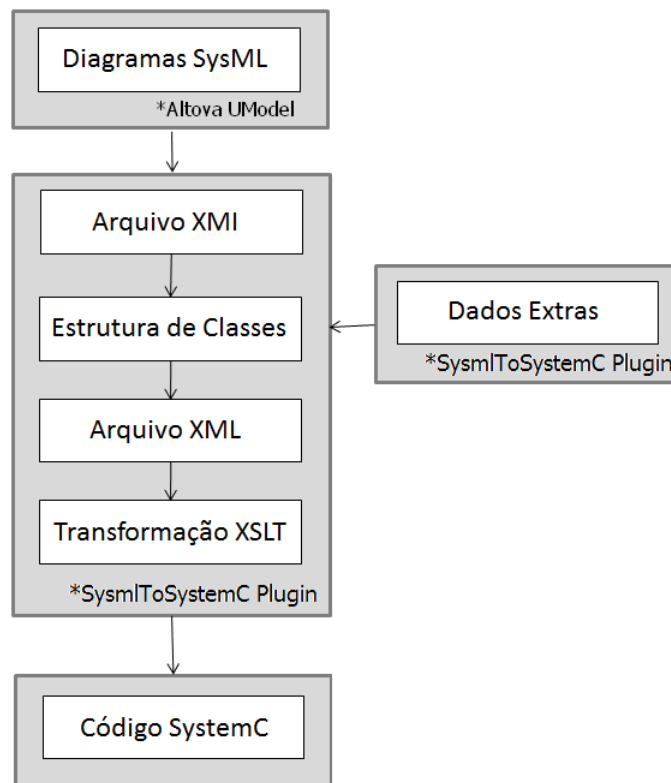 Diagramas SysML
*Altova UModel
Arquivo XMI
Estrutura de Classes
Dados Extras
*SysmlToSystemC Plugin
Arquivo XML
Transformação XSLT
*SysmlToSystemC Plugin
Código SystemC